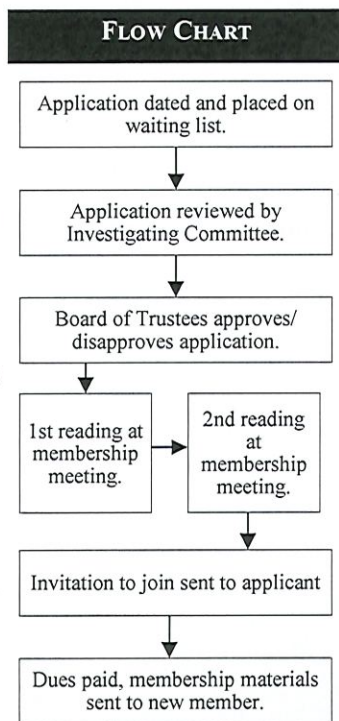 FLOW CHART
Application dated and placed on
waiting list.
Application reviewed by
Investigating Committee.
Board of Trustees approves/
disapproves application.
1st reading at
membership
meeting.
2nd reading
at
membership
meeting.
Invitation to join sent to applicant
Dues paid, membership materials
sent to new member.